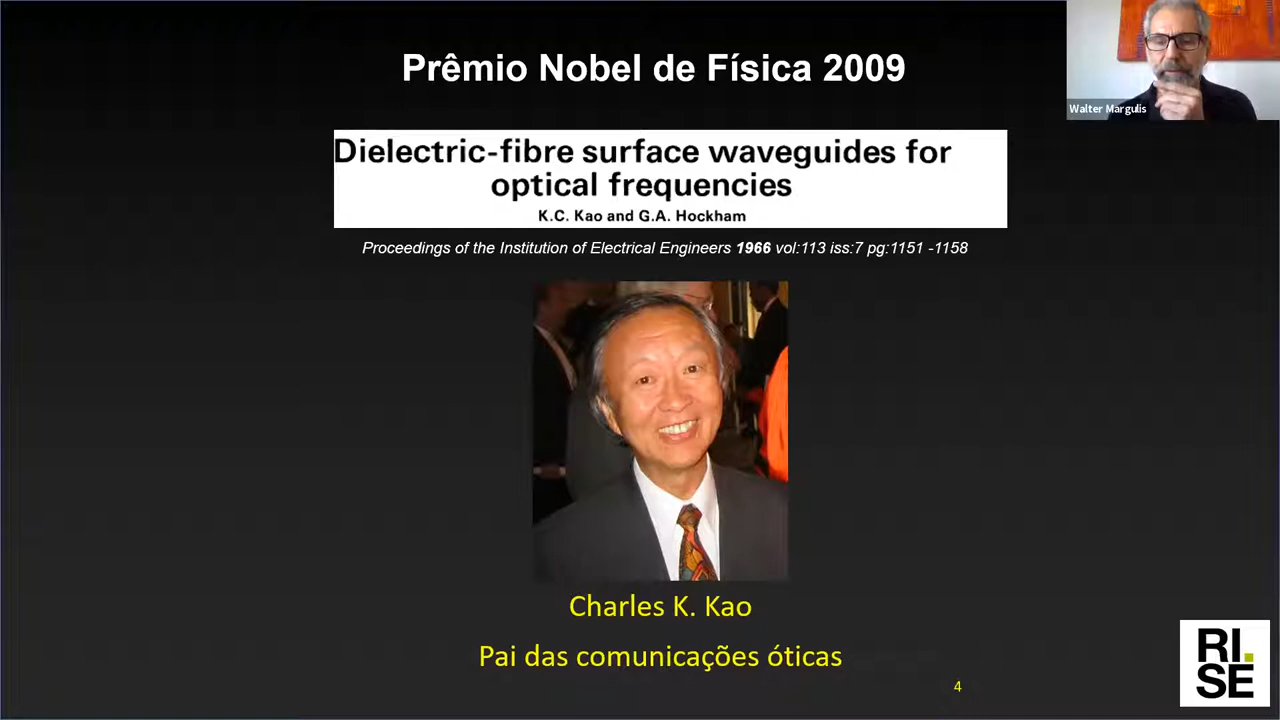 Prêmio Nobel de Física 2009
Walter Margulis
Dielectric-fibre surface waveguides for
optical frequencies
K.C. Kao and G.A. Hockham
Proceedings of the Institution of Electrical Engineers 1966 vol:113 iss:7 pg:1151 -1158
Charles K. Kao
Pai das comunicações óticas
4
RI.
SE